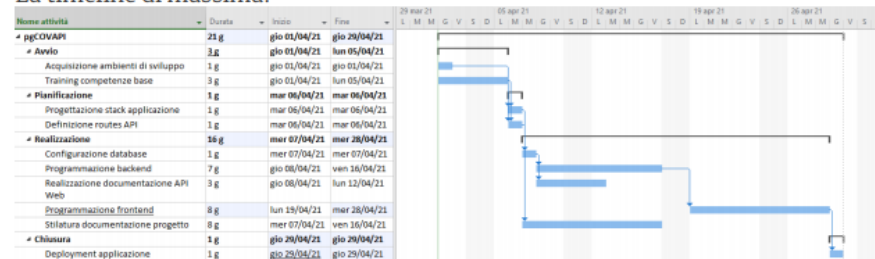 La timeline di massima:
29 mar 21 05 apr 21 12 apr 21 19 apr 21 26 apr 21
Nome attività Durata Inizio Fine L M M G V S D L M M G V S D L M M G V S D L M M G V S D L M M G V S
pgCOVAPI 21 g gio 01/04/21 gio 29/04/21
Avvio 3 g gio 01/04/21 lun 05/04/21
Acquisizione ambienti di sviluppo 1 g gio 01/04/21 gio 01/04/21
Training competenze base 3 g gio 01/04/21 lun 05/04/21
Pianificazione 1 g mar 06/04/21 mar 06/04/21
Progettazione stack applicazione 1 g mar 06/04/21 mar 06/04/21
Definizione routes API 1 g mar 06/04/21 mar 06/04/21
Realizzazione 16 g mer 07/04/21 mer 28/04/21
Configurazione database 1 g mer 07/04/21 mer 07/04/21
Programmazione backend 7 g gio 08/04/21 ven 16/04/21
Realizzazione documentazione API 3 g gio 08/04/21 lun 12/04/21
Web
Programmazione frontend 8 g lun 19/04/21 mer 28/04/21
Stilatura documentazione progetto 8 g mer 07/04/21 ven 16/04/21
Chiusura 1 g gio 29/04/21 gio 29/04/21
Deployment applicazione 1 g gio 29/04/21 gio 29/04/21